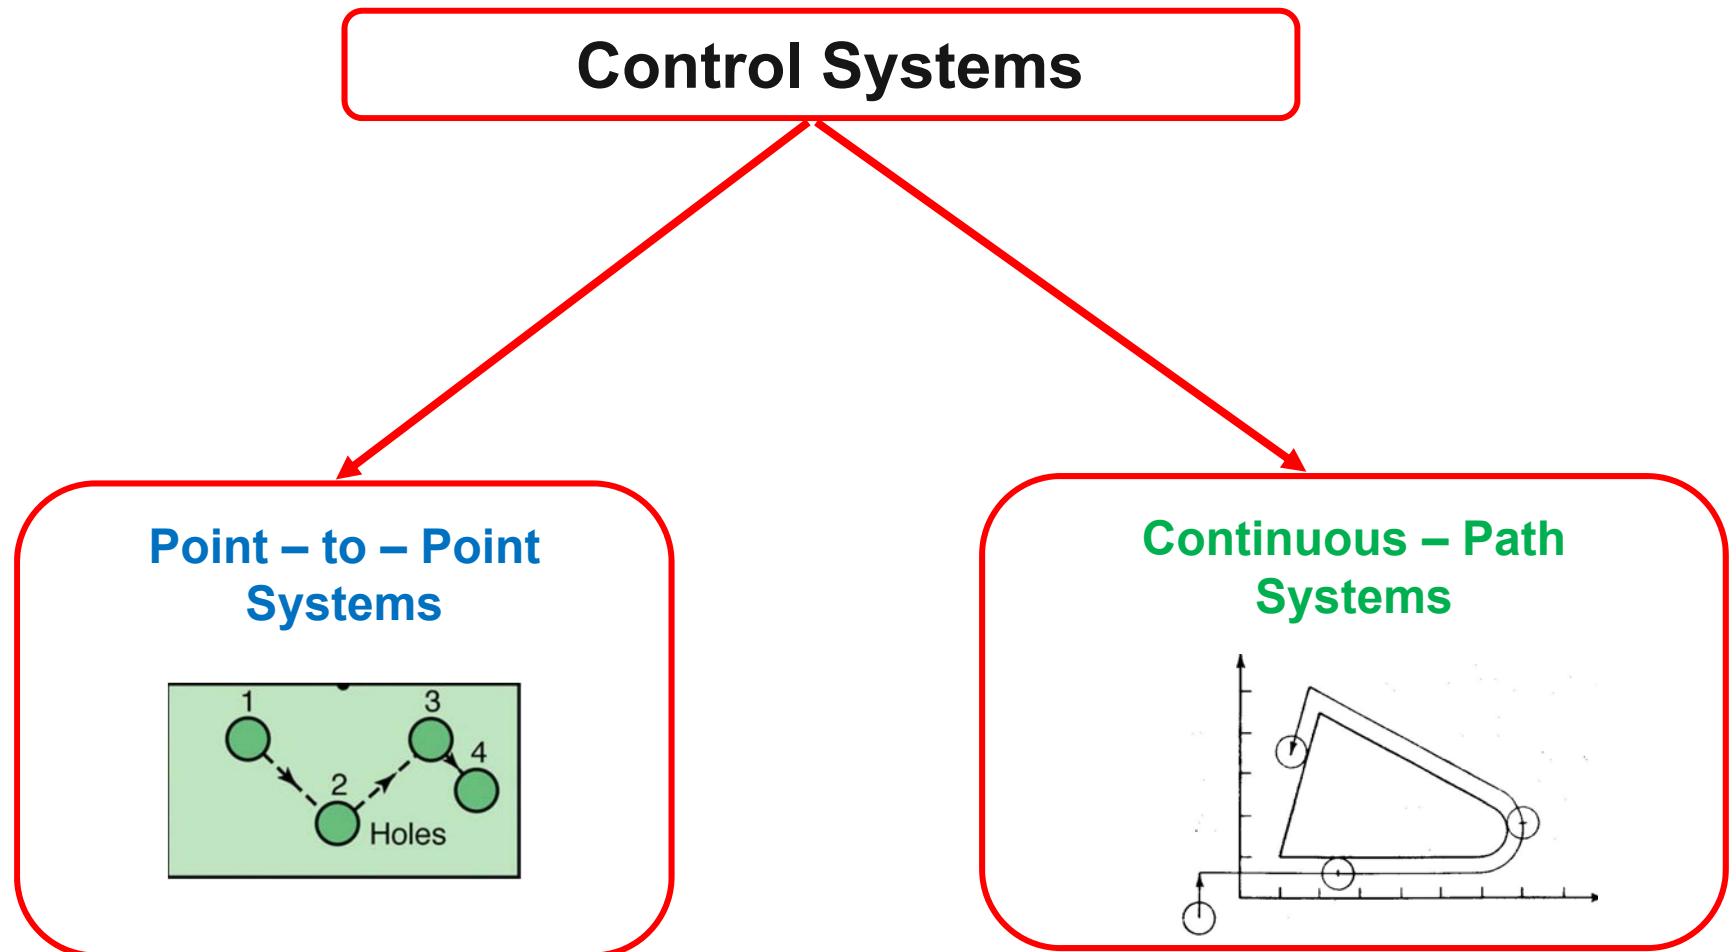 Control Systems
Point – to – Point
Systems
1
3
4
2
Holes
Continuous – Path
Systems